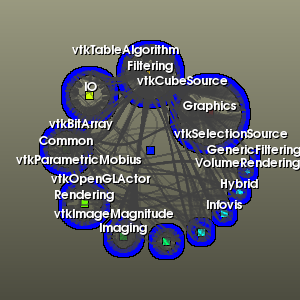 vtkTableAlgorithm
Filtering
vtkCubeSource
IO
Graphics
vtkBitArray
vtkSelectionSource
Common
GenericFiltering
vtkParametricMobius
VolumeRendering
vtkOpenGLActor
Hybrid
Rendering
Infovis
vtkImageMagnitude
Imaging